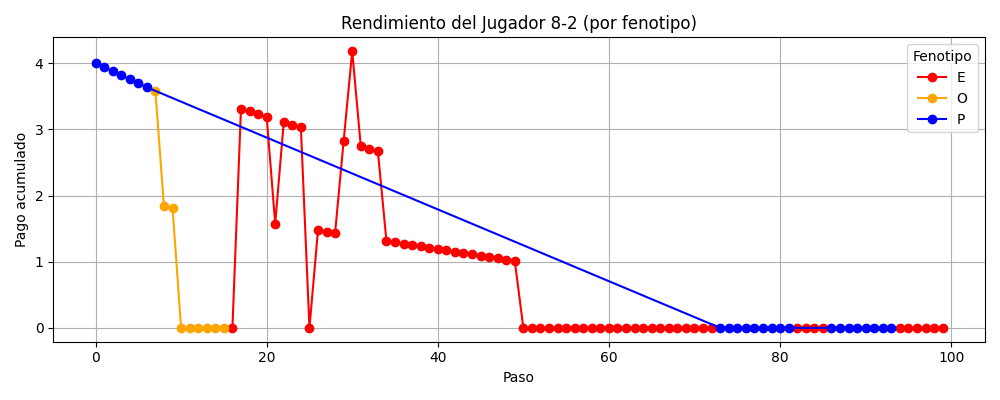 Rendimiento del Jugador 8-2 (por fenotipo)
Pago acumulado
4
3
2
1
0
Fenotipo
E
O
P
0 20 40 60 80 100
Paso